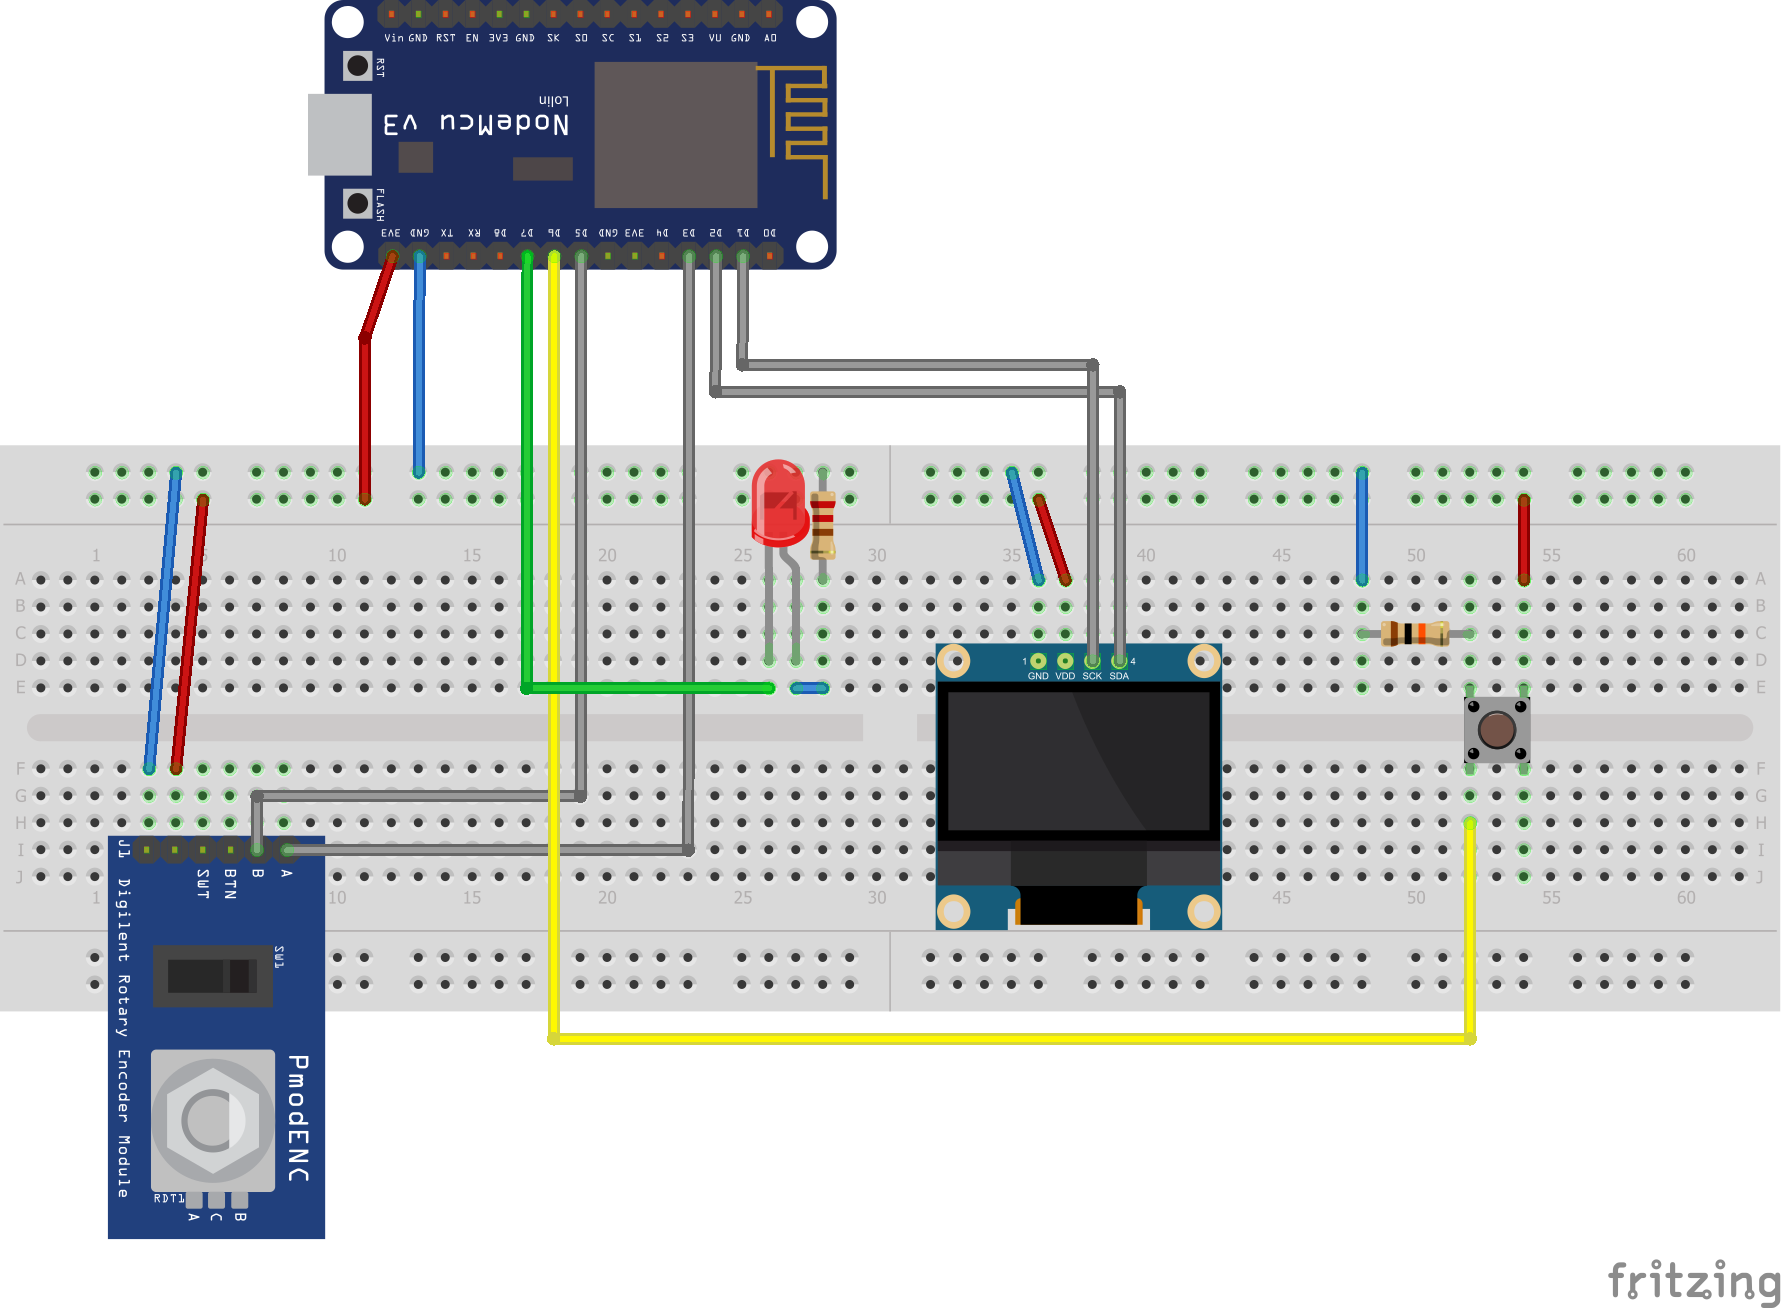 Vin GND RST EN 3V3 GND SK SO SC S1 S2 S3 VU GND A0
RST
Lolin
NodeMcu v3
FLASH
3V3 GND TX RX D8 D7 D6 D5 GND 3V3 D4 D3 D2 D1 D0
1 5 10 15 20 25 30 35 40 45 50 55 60
A A
B B
C C
D D
1 4
GND VDD SCK SDA
E E
F F
G G
H H
I I
J J
J1
SWT BTN B A
1 10 15 20 25 30 45 50 55 60
Digilent Rotary Encoder Module
SW1
PmodENC
ROT1
A C B
fritzing